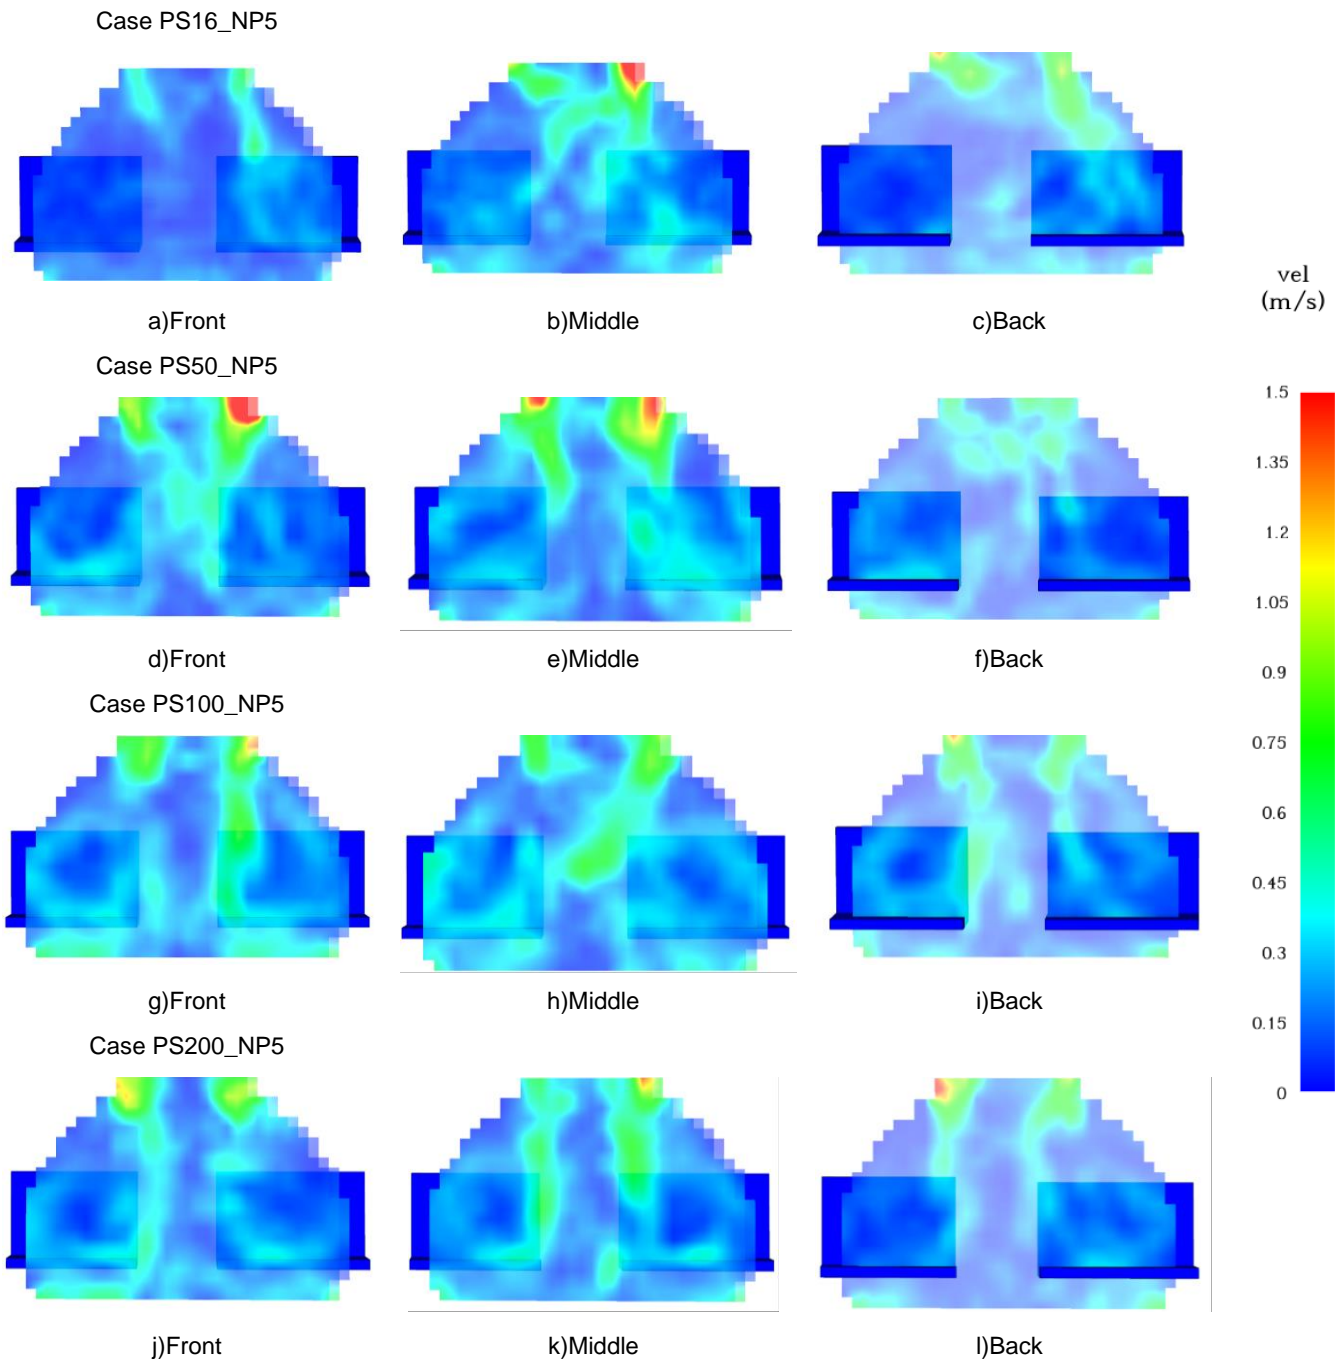 Case PS16_NP5
a)Front
b)Middle
c)Back
Case PS50_NP5
d)Front
e)Middle
f)Back
Case PS100_NP5
g)Front
h)Middle
i)Back
Case PS200_NP5
j)Front
k)Middle
l)Back
vel
(m/s)
1.5
1.35
1.2
1.05
0.9
0.75
0.6
0.45
0.3
0.15
0